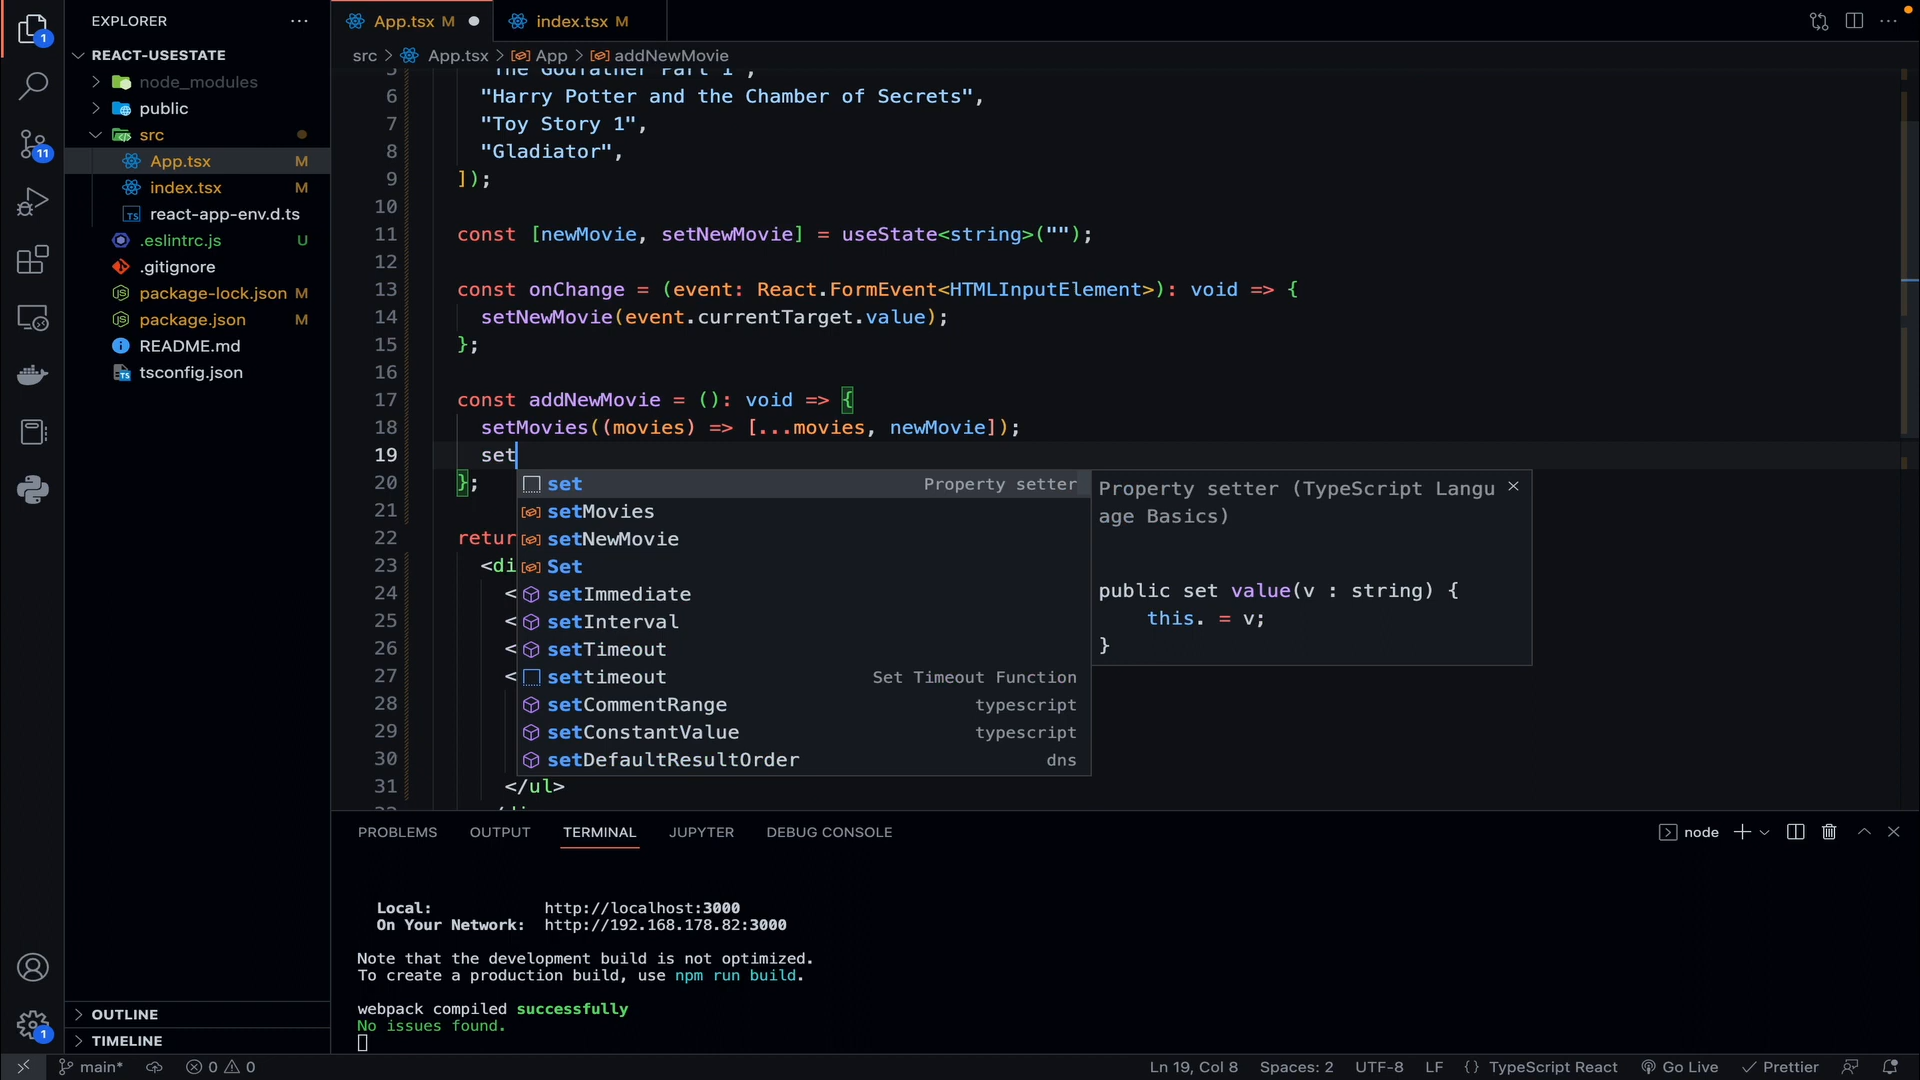 EXPLORER
App.tsx M
index.tsx M
REACT-USESTATE
src > App.tsx > App > addNewMovie
node_modules
public
src
App.tsx M
index.tsx M
react-app-env.d.ts
.eslintrc.js U
.gitignore
package-lock.json M
package.json M
README.md
tsconfig.json
1
11
5 "The Godfather Part 1",
6 "Harry Potter and the Chamber of Secrets",
7 "Toy Story 1",
8 "Gladiator",
9 ]);
10
11 const [newMovie, setNewMovie] = useState<string>("");
12
13 const onChange = (event: React.FormEvent<HTMLInputElement>): void => {
14 setNewMovie(event.currentTarget.value);
15 };
16
17 const addNewMovie = (): void => {
18 setMovies((movies) => [...movies, newMovie]);
19 set
20 };
21
22 retur
23 <di
24 <
25 <
26 <
27 <
28
29
30
31 </ul>
set Property setter
setMovies
setNewMovie
Set
setImmediate
setInterval
setTimeout
settimeout Set Timeout Function
setCommentRange typescript
setConstantValue typescript
setDefaultResultOrder dns
Property setter (TypeScript Langu
age Basics)
public set value(v : string) {
this. = v;
}
PROBLEMS OUTPUT TERMINAL JUPYTER DEBUG CONSOLE
node
Local: http://localhost:3000
On Your Network: http://192.168.178.82:3000
Note that the development build is not optimized.
To create a production build, use npm run build.
webpack compiled successfully
No issues found.
OUTLINE
TIMELINE
1
main* 0 0
Ln 19, Col 8 Spaces: 2 UTF-8 LF {} TypeScript React Go Live Prettier